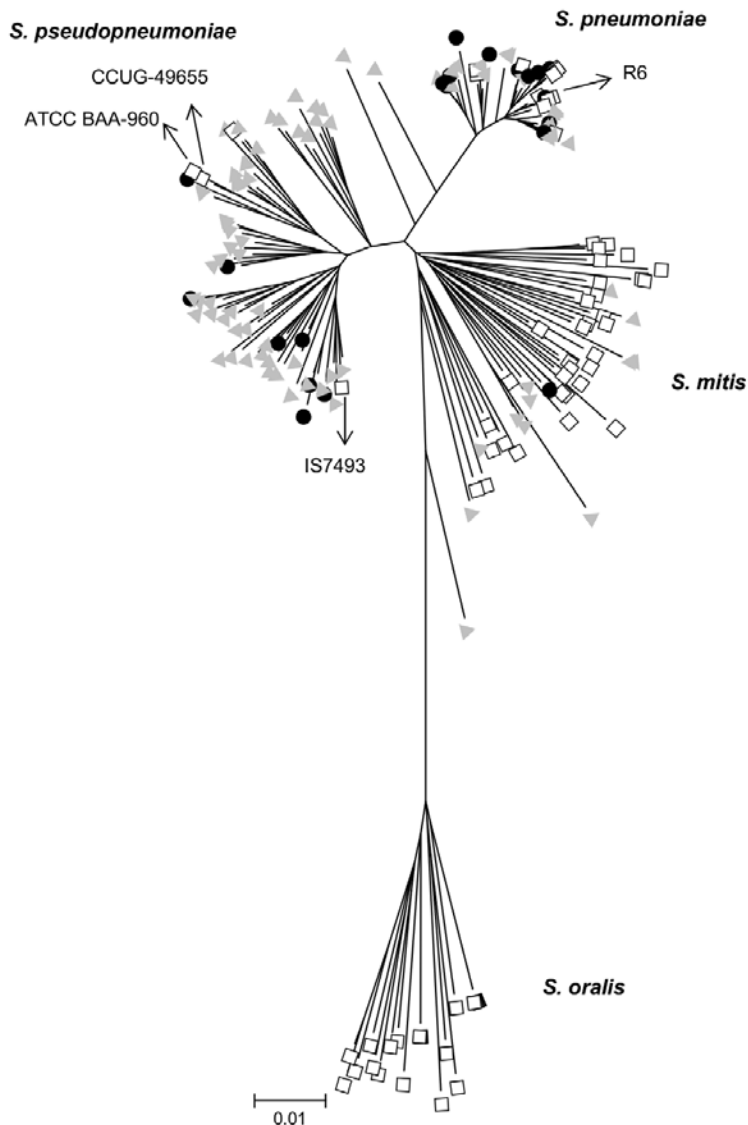 S. pneumoniae
S. pseudopneumoniae
CCUG-49655
R6
ATCC BAA-960
S. mitis
IS7493
S. oralis
0.01